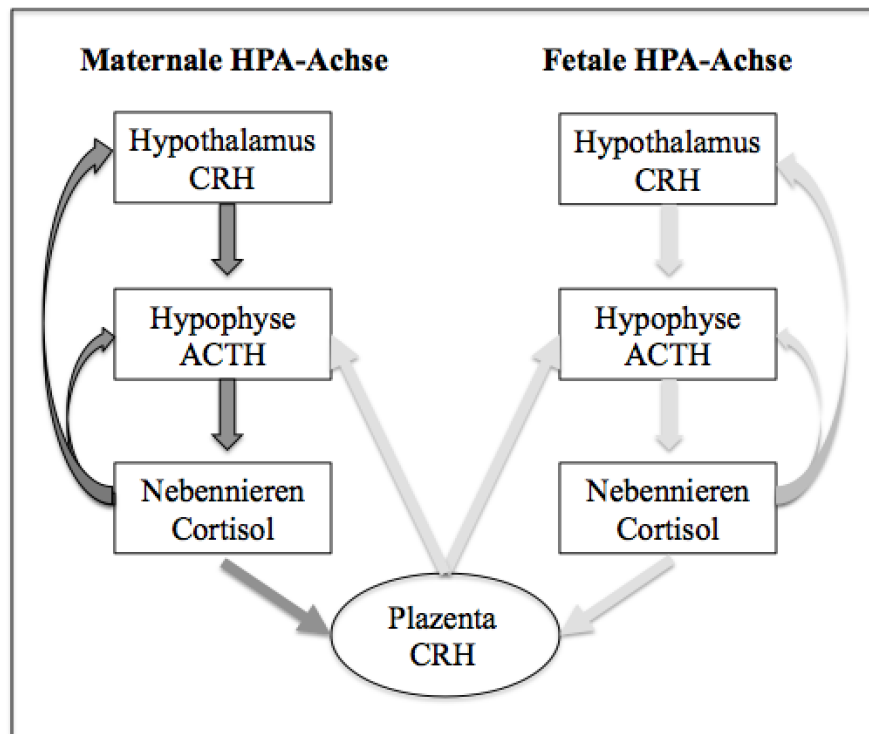 Maternale HPA-Achse
Fetale HPA-Achse
Hypothalamus
CRH
Hypothalamus
CRH
Hypophyse
ACTH
Hypophyse
ACTH
Nebennieren
Cortisol
Nebennieren
Cortisol
Plazenta
CRH